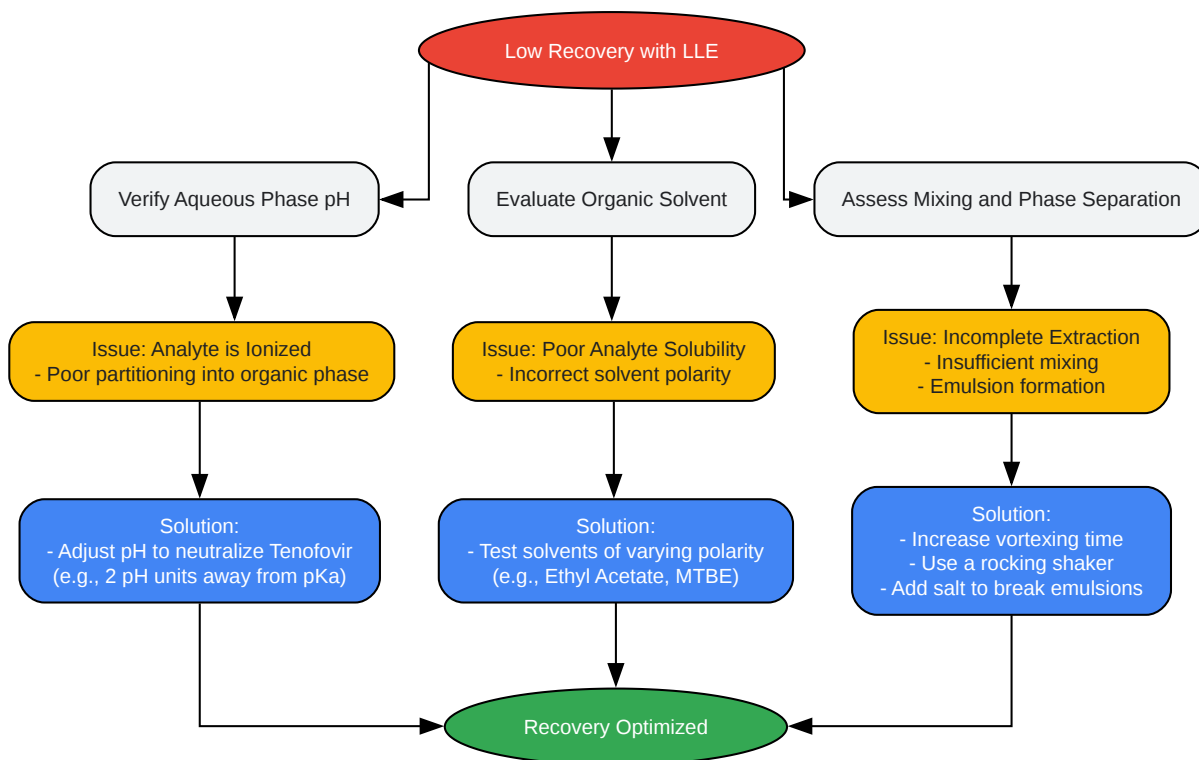 Low Recovery with LLE
Verify Aqueous Phase pH
Evaluate Organic Solvent
Assess Mixing and Phase Separation
Issue: Analyte is Ionized
- Poor partitioning into organic phase
Issue: Poor Analyte Solubility
- Incorrect solvent polarity
Issue: Incomplete Extraction
- Insufficient mixing
- Emulsion formation
Solution:
- Adjust pH to neutralize Tenofovir
(e.g., 2 pH units away from pKa)
Solution:
- Test solvents of varying polarity
(e.g., Ethyl Acetate, MTBE)
Solution:
- Increase vortexing time
- Use a rocking shaker
- Add salt to break emulsions
Recovery Optimized